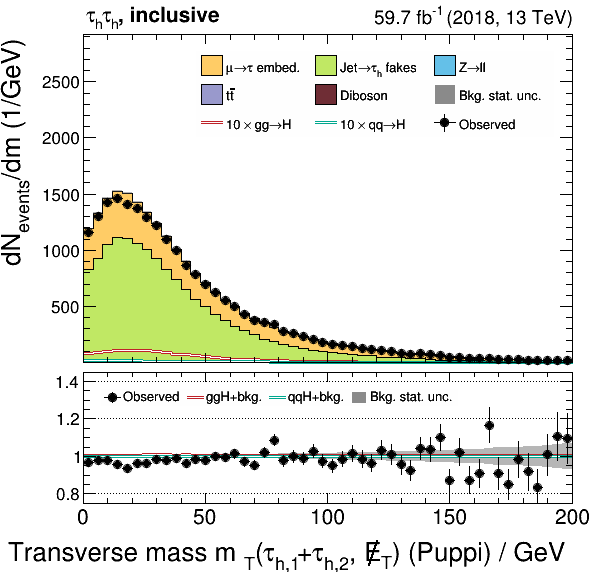 τhτh, inclusive 59.7 fb⁻¹ (2018, 13 TeV)
dNevents/dm (1/GeV)
2500
2000
1500
1000
500
μ→τ embed. Jet→τh fakes Z→ll
tt̄ Diboson Bkg. stat. unc.
10 × gg→H 10 × qq→H Observed
1.4
1.2
1
0.8
Observed ggH+bkg. qqH+bkg. Bkg. stat. unc.
0 50 100 150 200
Transverse mass m T(τh,1+τh,2, E̸T) (Puppi) / GeV